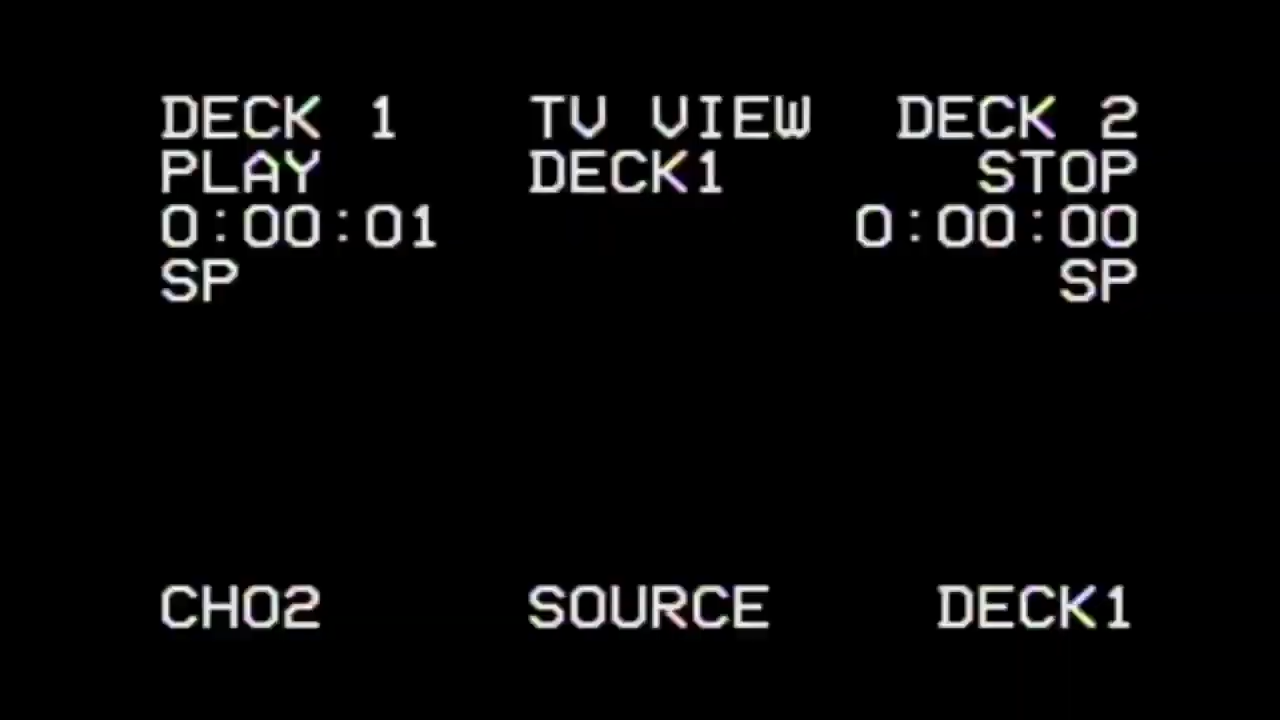 DECK 1 TV VIEW DECK 2
PLAY DECK1 STOP
0:00:01 0:00:00
SP SP
CH02 SOURCE DECK1